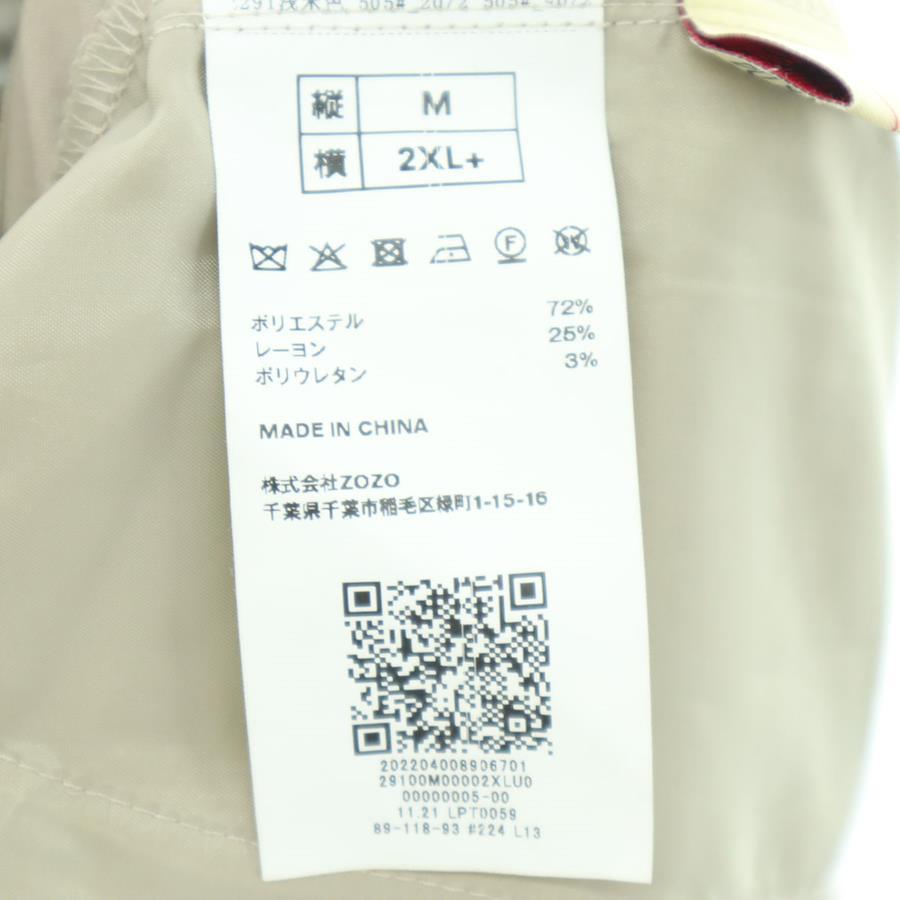 縦 M
横 2XL+
F
ポリエステル 72%
レーヨン 25%
ポリウレタン 3%
MADE IN CHINA
株式会社ZOZO
千葉県千葉市稲毛区緑町1-15-16
202204008906701
29100M00002XLU0
00000005-00
11.21 LPT0059
89-118-93 #224 L13